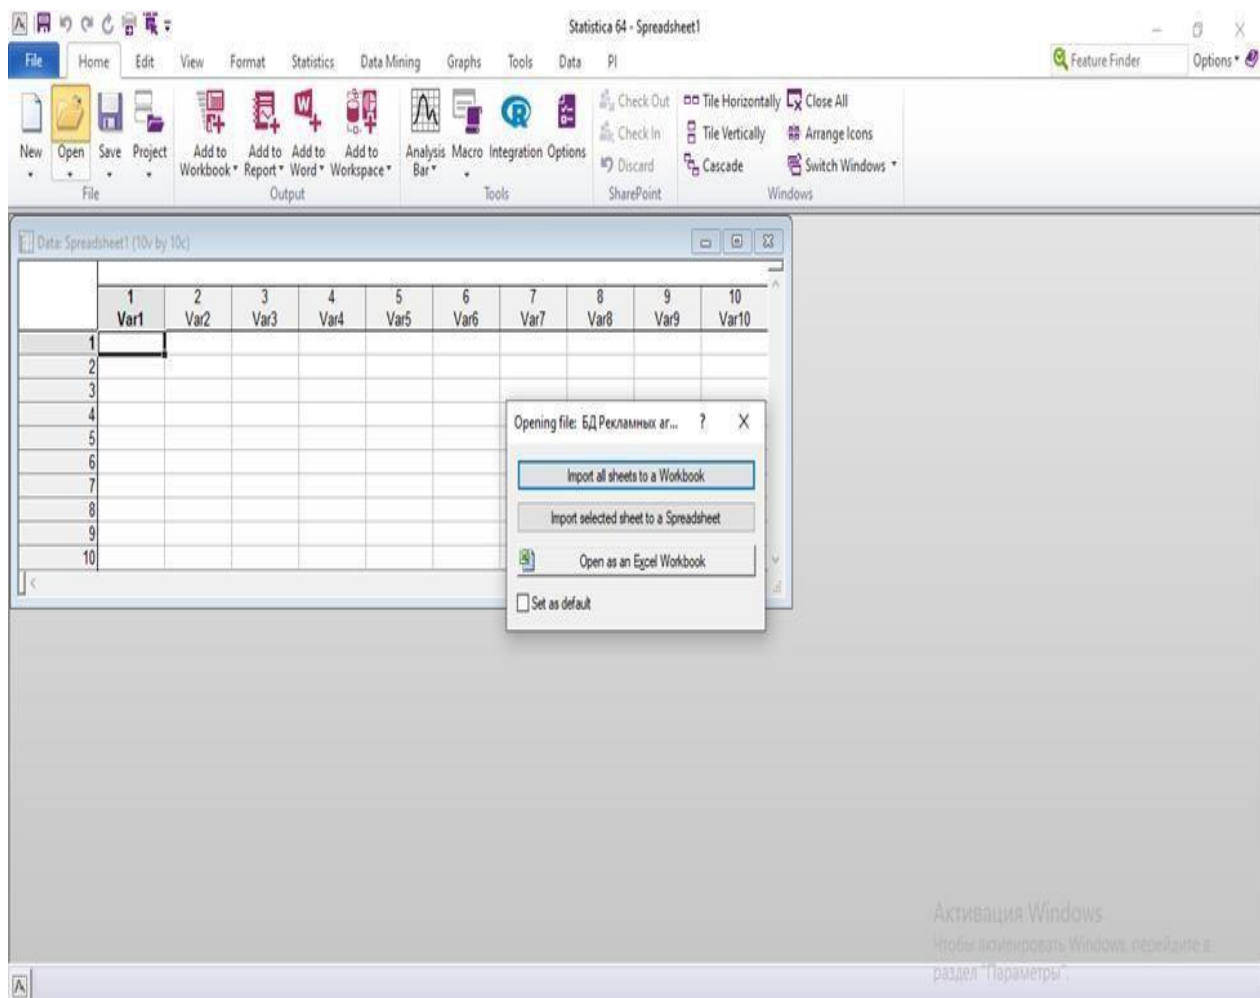 Statistica 64 - Spreadsheet1
File Home Edit View Format Statistics Data Mining Graphs Tools Data PI Feature Finder Options
Check Out Tile Horizontally Close All
Check In Tile Vertically Arrange Icons
New Open Save Project Add to Workbook Add to Report Add to Word Add to Workspace Analysis Bar Macro Integration Options
Discard Cascade Switch Windows
File Output Tools SharePoint Windows
Data: Spreadsheet1 (10v by 10c)
1 2 3 4 5 6 7 8 9 10
Var1 Var2 Var3 Var4 Var5 Var6 Var7 Var8 Var9 Var10
1
2
3
4
5
6
7
8
9
10
Opening file: БД Рекламных аг... ?
Import all sheets to a Workbook
Import selected sheet to a Spreadsheet
Open as an Excel Workbook
Set as default
Активация Windows
Чтобы активировать Windows, перейдите в
раздел "Параметры".